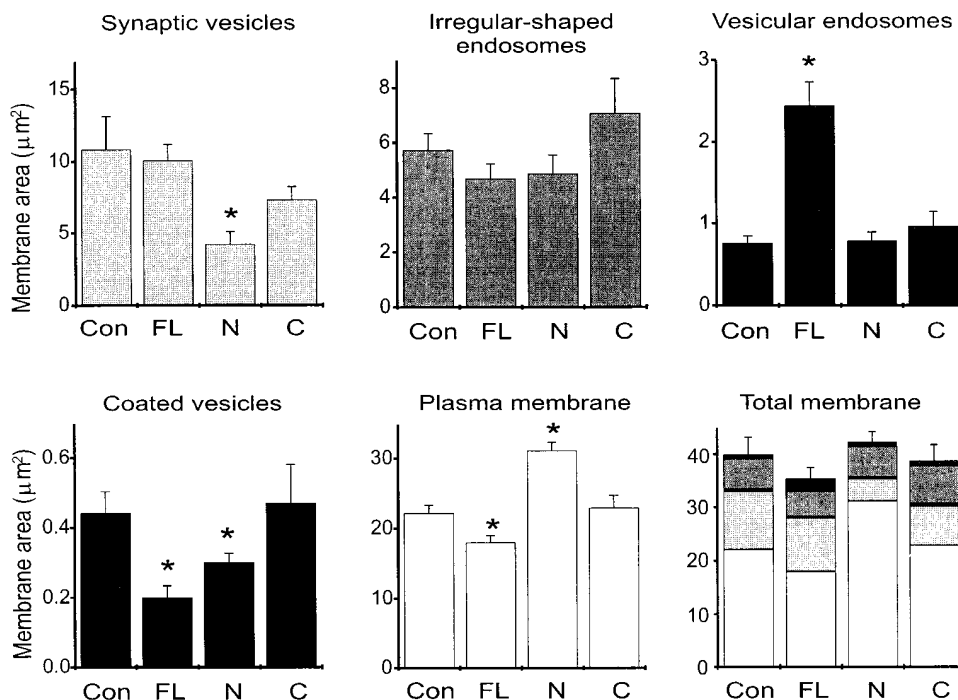 Synaptic vesicles
Irregular-shaped
endosomes
Vesicular endosomes
Membrane area (μm²)
15
10
5
0
Con FL N C
*
8
6
4
2
0
Con FL N C
3
2
1
0
Con FL N C
*
Coated vesicles
Plasma membrane
Total membrane
Membrane area (μm²)
0.6
0.4
0.2
0.0
Con FL N C
* *
30
20
10
0
Con FL N C
* *
40
30
20
10
0
Con FL N C